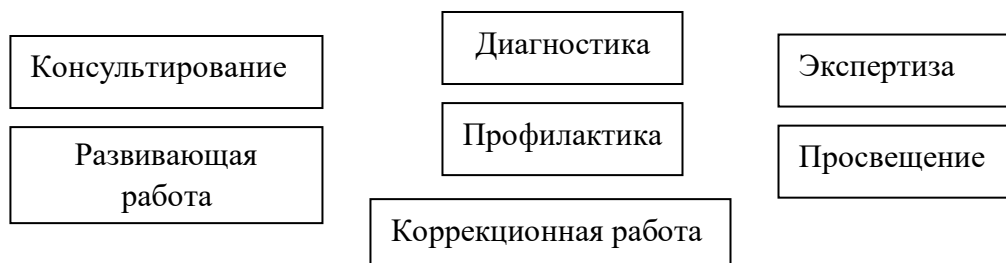 Консультирование
Развивающая
работа
Диагностика
Профилактика
Коррекционная работа
Экспертиза
Просвещение